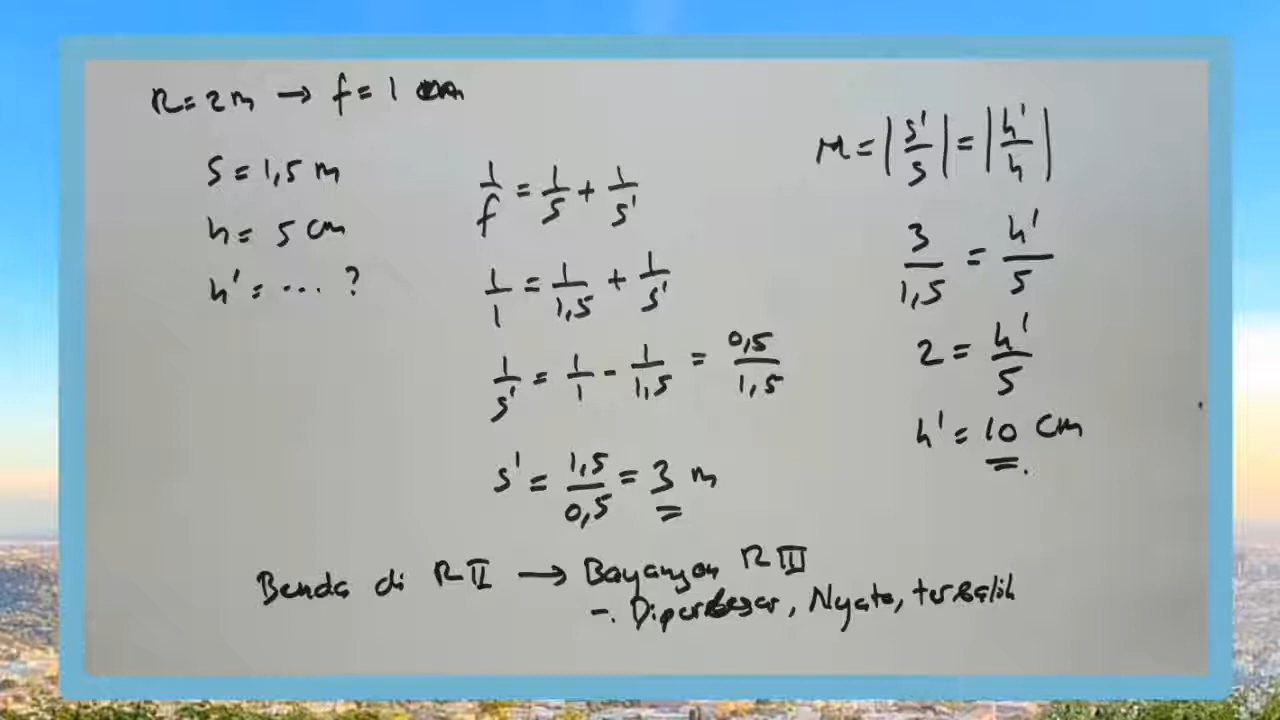 R = 2 m → f = 1 m
s = 1,5 m
h = 5 cm
h' = .... ?
1/f = 1/s + 1/s'
1/1 = 1/1,5 + 1/s'
1/s' = 1/1 - 1/1,5 = 0,5/1,5
s' = 1,5/0,5 = 3 m
M = |s'/s| = |h'/h|
3/1,5 = h'/5
2 = h'/5
h' = 10 cm
Benda di R II → Bayangan R III
-. Diperbesar, Nyata, terbalik